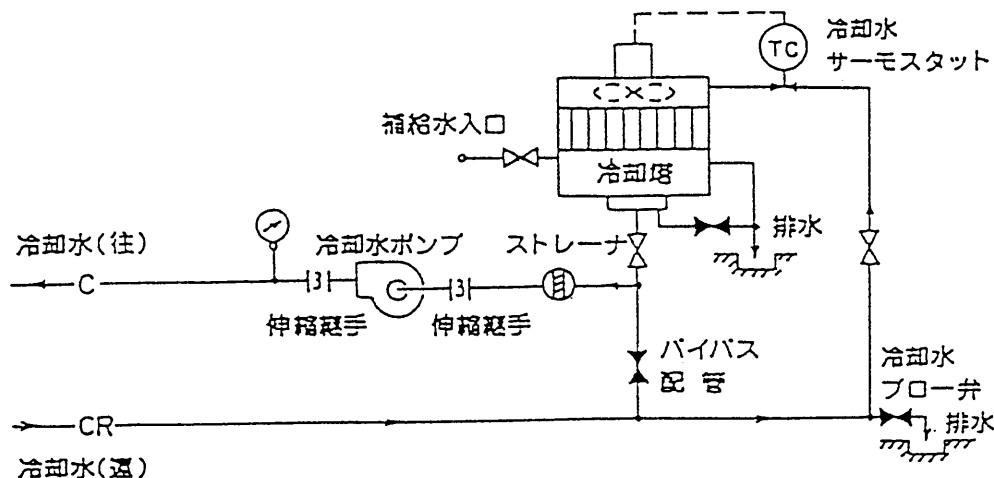 冷却水
サーモスタット
TC
補給水入口
冷却塔
排水
冷却水(往)
冷却水ポンプ
ストレーナ
C
伸縮継手
伸縮継手
バイパス
配管
冷却水
ブロー弁
排水
CR
冷却水(還)